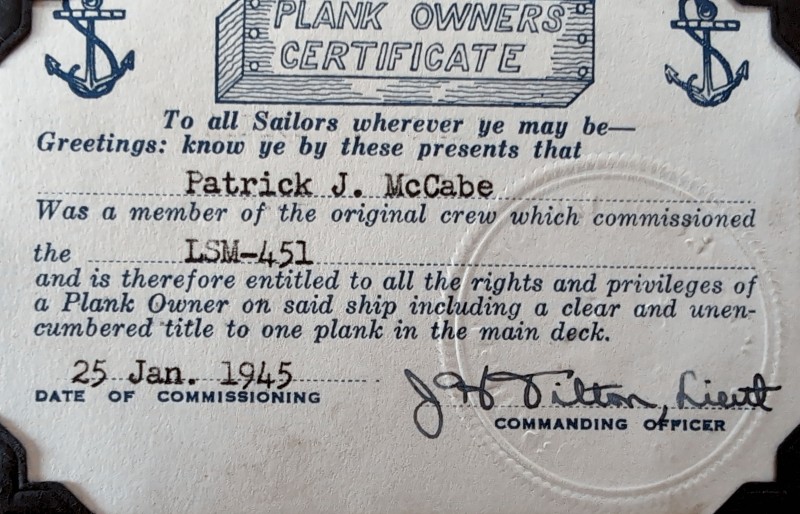 PLANK OWNERS
CERTIFICATE
To all Sailors wherever ye may be—
Greetings: know ye by these presents that
Patrick J. McCabe
Was a member of the original crew which commissioned
the LSM-451
and is therefore entitled to all the rights and privileges of
a Plank Owner on said ship including a clear and unen-
cumbered title to one plank in the main deck.
25 Jan. 1945
DATE OF COMMISSIONING
J H Tilton, Lieut
COMMANDING OFFICER